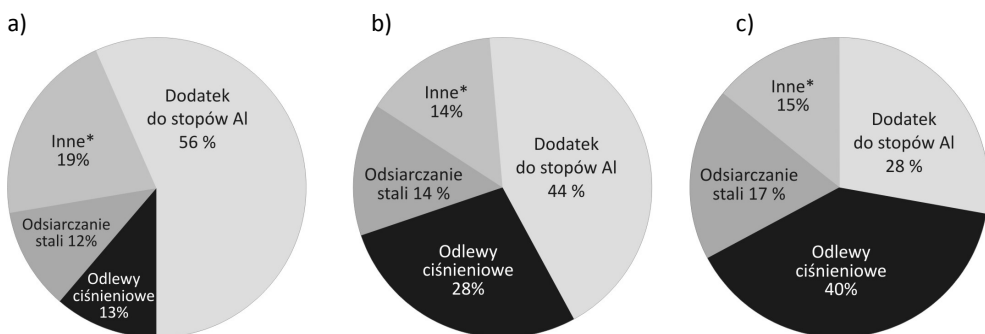 a)
Dodatek
do stopów Al
56 %
Inne*
19%
Odsiarczanie
stali 12%
Odlewy
ciśnieniowe
13%
b)
Inne*
14%
Dodatek
do stopów Al
44 %
Odsiarczanie
stali 14 %
Odlewy
ciśnieniowe
28%
c)
Inne*
15%
Dodatek
do stopów Al
28 %
Odsiarczanie
stali 17 %
Odlewy
ciśnieniowe
40%